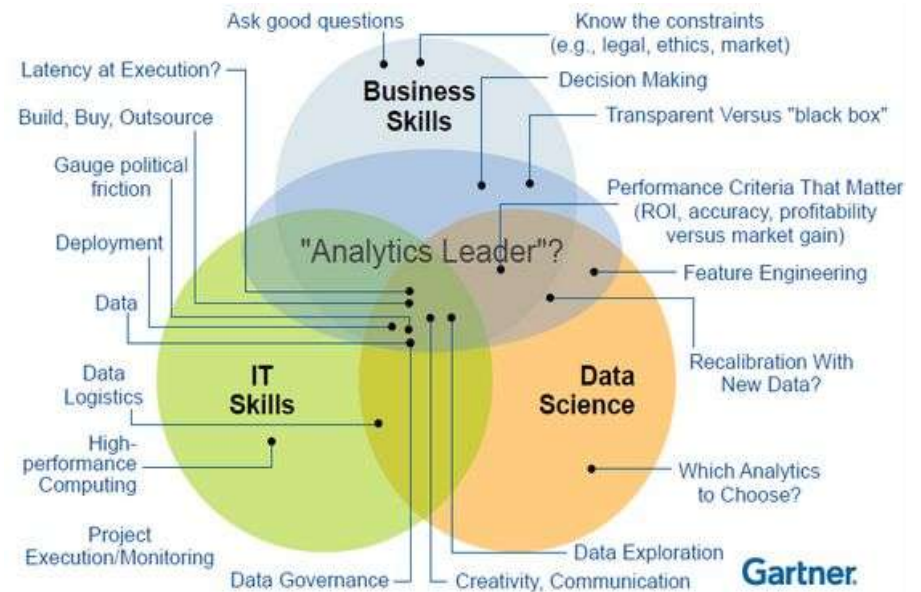 Ask good questions
Know the constraints
(e.g., legal, ethics, market)
Latency at Execution?
Decision Making
Business
Skills
Build, Buy, Outsource
Transparent Versus "black box"
Gauge political
friction
Performance Criteria That Matter
(ROI, accuracy, profitability
versus market gain)
Deployment
"Analytics Leader"?
Feature Engineering
Data
Recalibration With
New Data?
IT
Skills
Data
Science
Data
Logistics
High-
performance
Computing
Which Analytics
to Choose?
Project
Execution/Monitoring
Data Exploration
Data Governance
Creativity, Communication
Gartner.